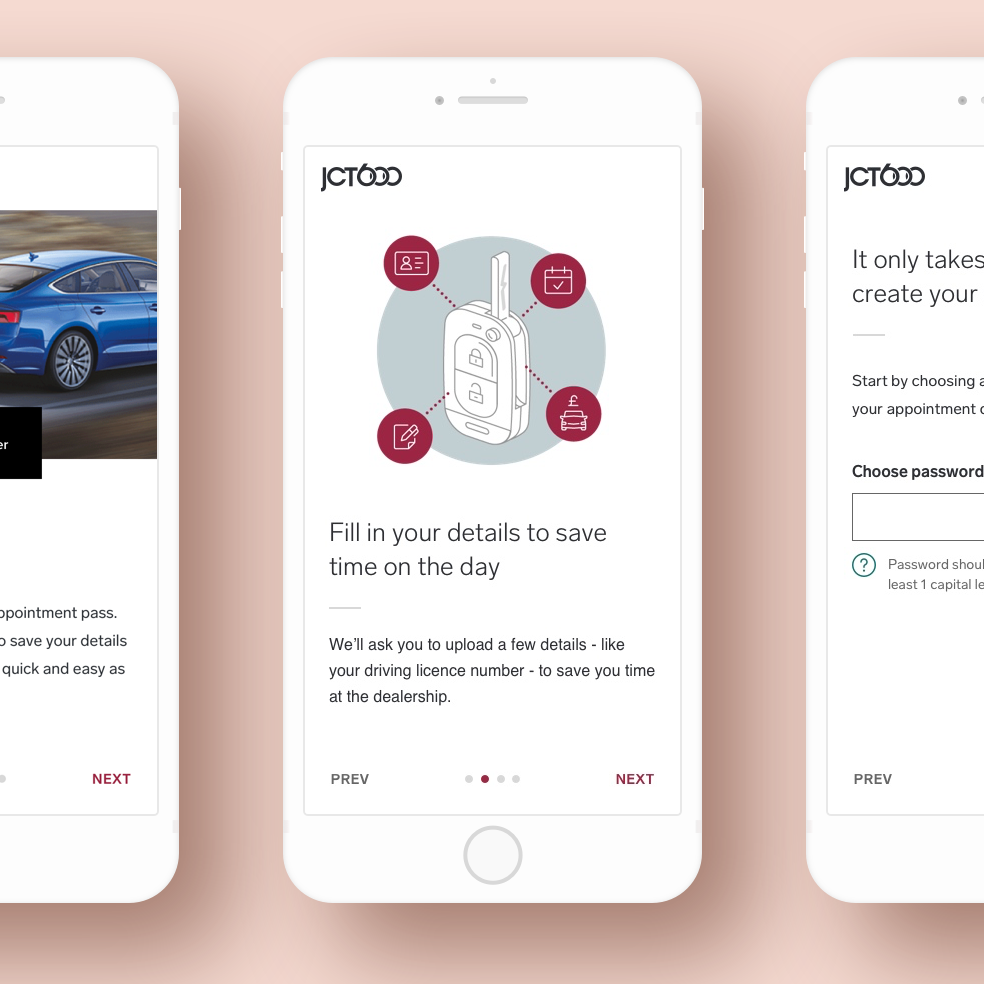 er
ppointment pass.
o save your details
quick and easy as
NEXT
JCT600
£
Fill in your details to save
time on the day
We’ll ask you to upload a few details - like
your driving licence number - to save you time
at the dealership.
PREV
NEXT
JCT600
It only takes
create your
Start by choosing a
your appointment
Choose password
?
Password shoul
least 1 capital le
PREV